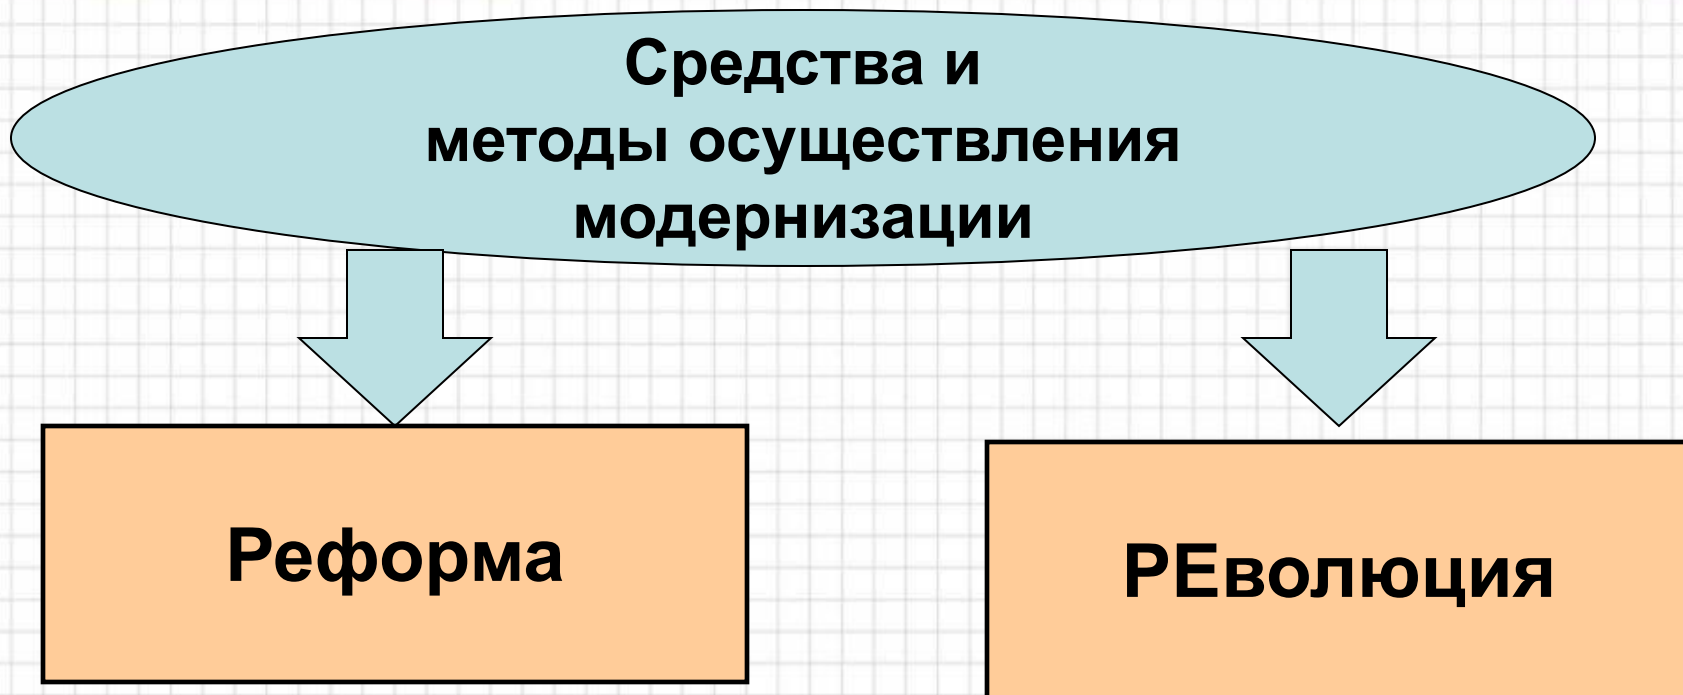 Средства и
методы осуществления
модернизации
Реформа
РЕволюция